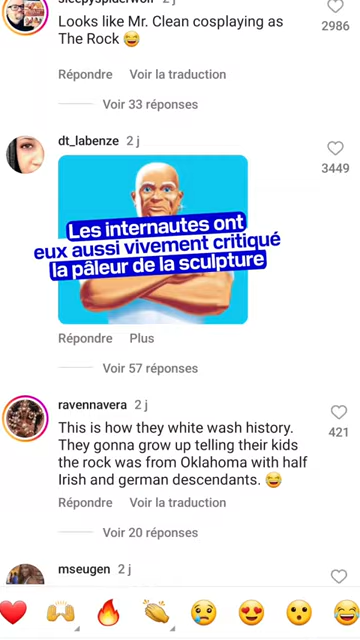 sleepyspiderwolf 2 j
Looks like Mr. Clean cosplaying as
The Rock 😂
2986
Répondre Voir la traduction
Voir 33 réponses
dt_labenze 2 j
3449
Les internautes ont
eux aussi vivement critiqué
la pâleur de la sculpture
Répondre Plus
Voir 57 réponses
ravennavera 2 j
This is how they white wash history.
They gonna grow up telling their kids
the rock was from Oklahoma with half
Irish and german descendants. 😂
421
Répondre Voir la traduction
Voir 20 réponses
mseugen 2 j